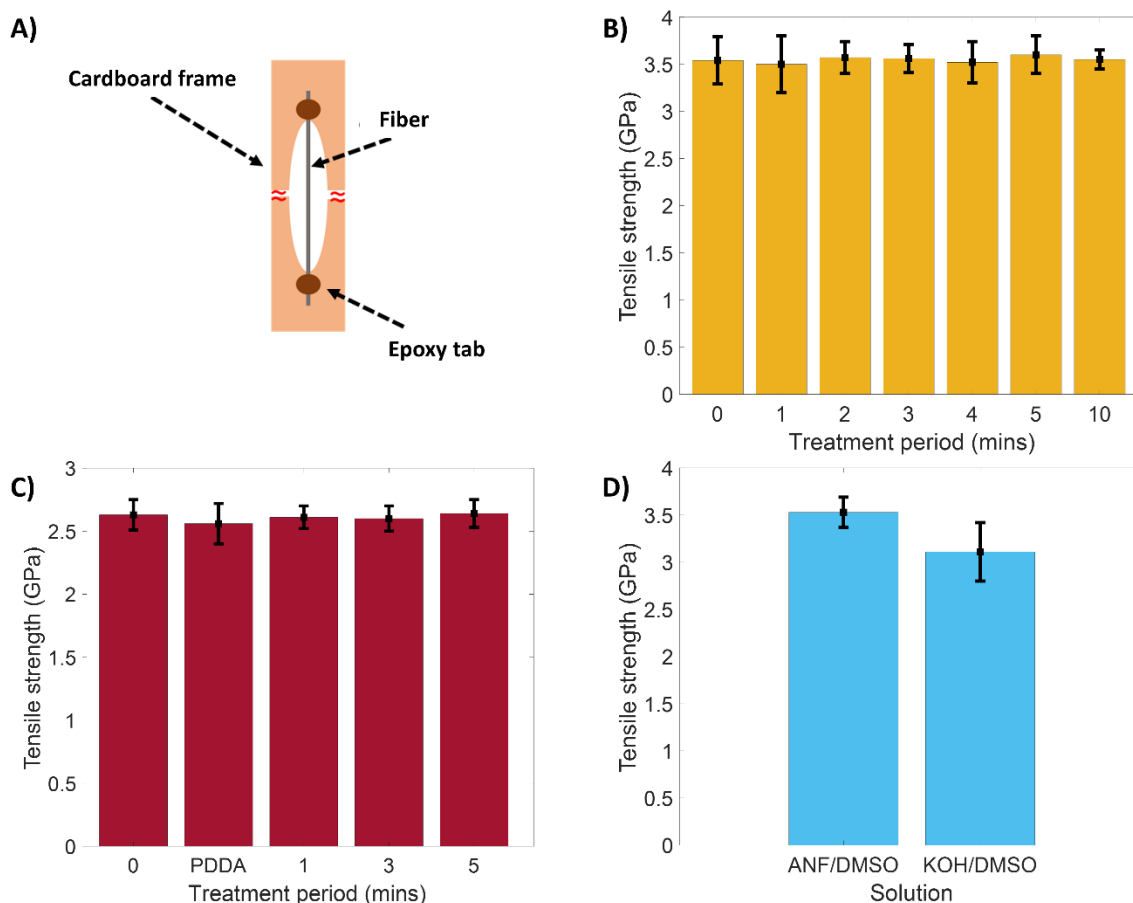 A)
Cardboard frame
Fiber
Epoxy tab
B)
Tensile strength (GPa)
4
3.5
3
2.5
2
1.5
1
0.5
0
0 1 2 3 4 5 10
Treatment period (mins)
C)
Tensile strength (GPa)
3
2.5
2
1.5
1
0.5
0
0 PDDA 1 3 5
Treatment period (mins)
D)
Tensile strength (GPa)
4
3.5
3
2.5
2
1.5
1
0.5
0
ANF/DMSO KOH/DMSO
Solution